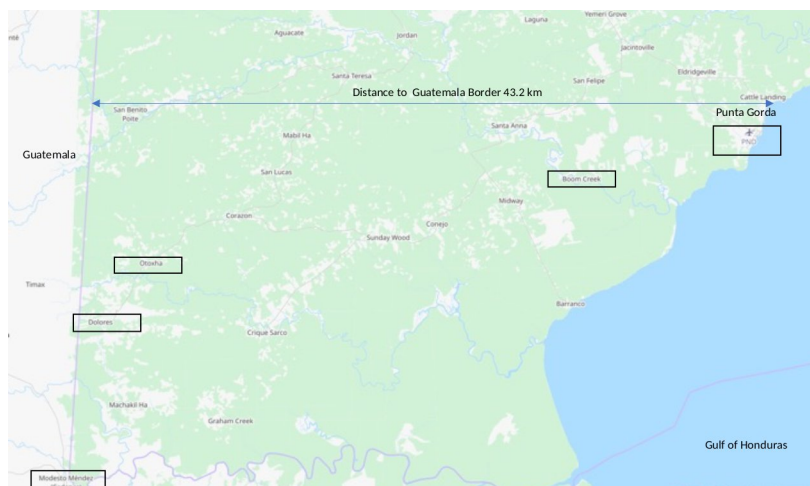 Laguna
Yemeri Grove
Aguacate
Jordan
Jacintoville
Santa Teresa
San Felipe
Eldridgeville
Distance to Guatemala Border 43.2 km
Cattle Landing
San Benito
Poite
Punta Gorda
Mabil Ha
Santa Anna
PND
Guatemala
San Lucas
Boom Creek
Midway
Corazon
Conejo
Sunday Wood
Otoxha
Timax
Barranco
Dolores
Crique Sarco
Machakil Ha
Graham Creek
Gulf of Honduras
Modesto Méndez